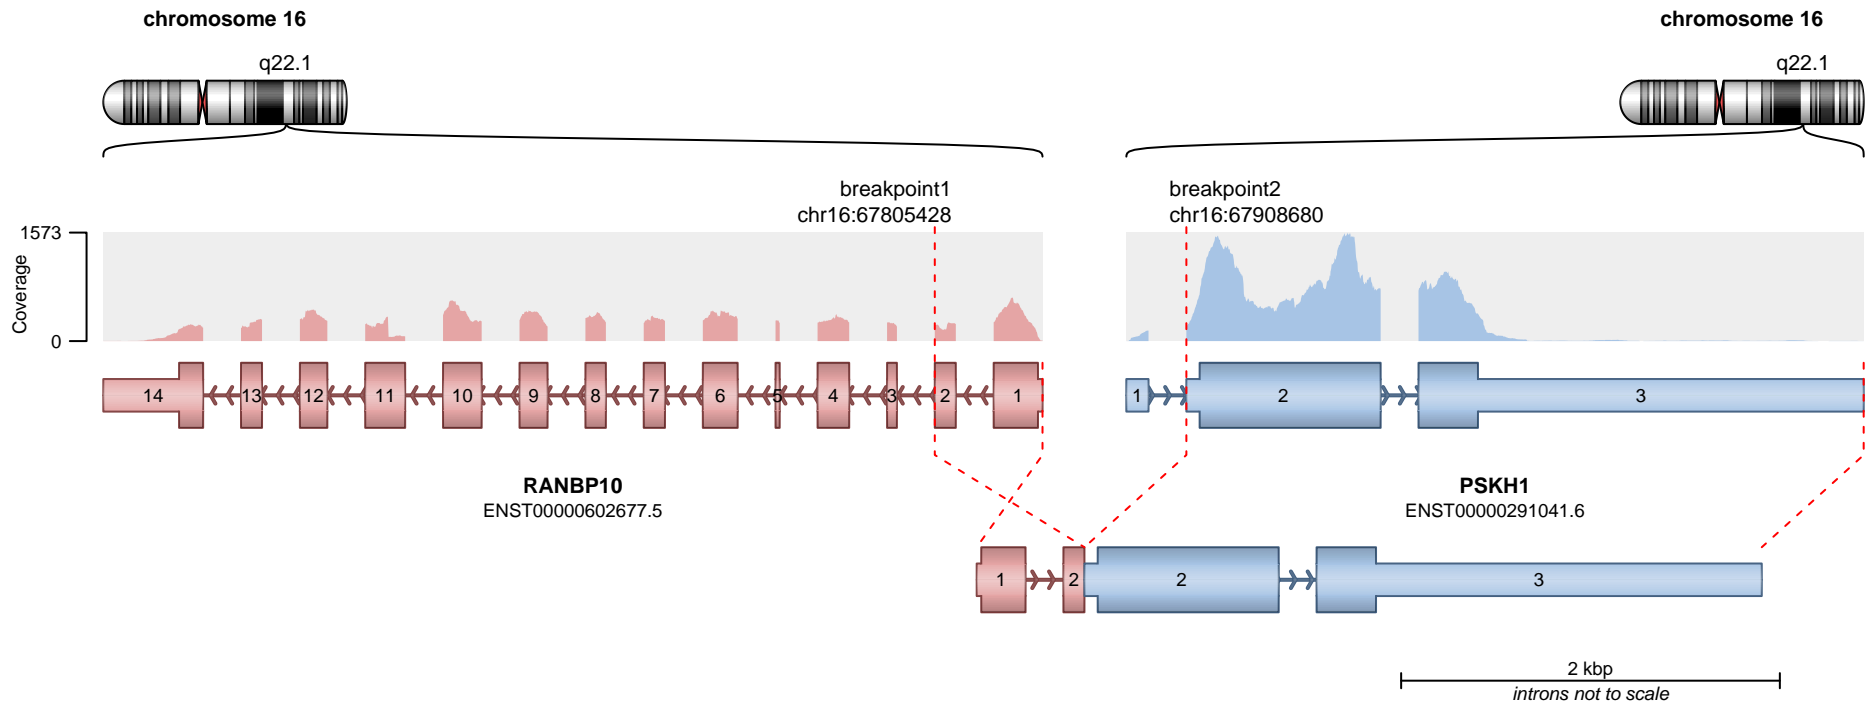 chromosome 16
chromosome 16
q22.1
q22.1
breakpoint1
chr16:67805428
breakpoint2
chr16:67908680
1573
Coverage
0
14 13 12 11 10 9 8 7 6 5 4 3 2 1
1 2 3
RANBP10
ENST00000602677.5
PSKH1
ENST00000291041.6
1 2 2 3
2 kbp
introns not to scale